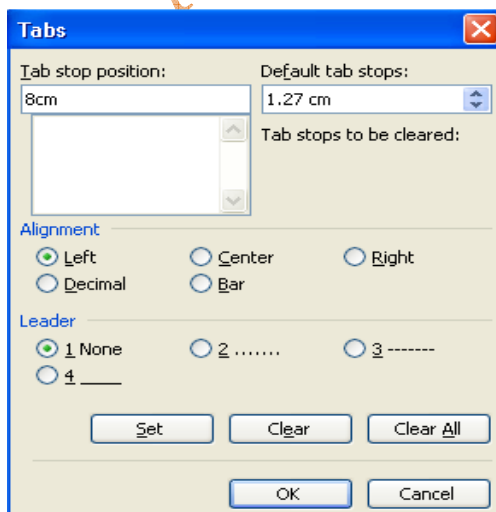 Tabs
Tab stop position: Default tab stops:
8cm 1.27 cm
Tab stops to be cleared:
Alignment
Left Center Right
Decimal Bar
Leader
1 None 2 ....... 3 -------
4 ____
Set Clear Clear All
OK Cancel